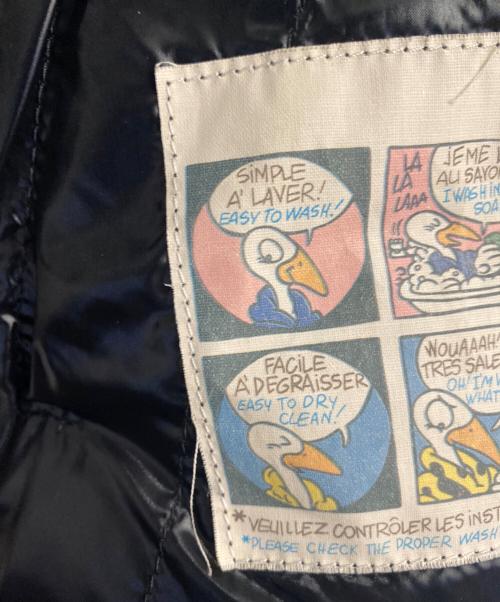 SIMPLE
A' LAVER!
EASY TO WASH!
LA
LA
LAAA
JEME
AU SAVO
I WASH IN
SOA
FACILE
A' DEGRAISSER
EASY TO DRY
CLEAN!
WOUAAAH!
TRES SALE
OH! I'M
WHAT
*VEUILLEZ CONTRÔLER LES INST
*PLEASE CHECK THE PROPER WASH